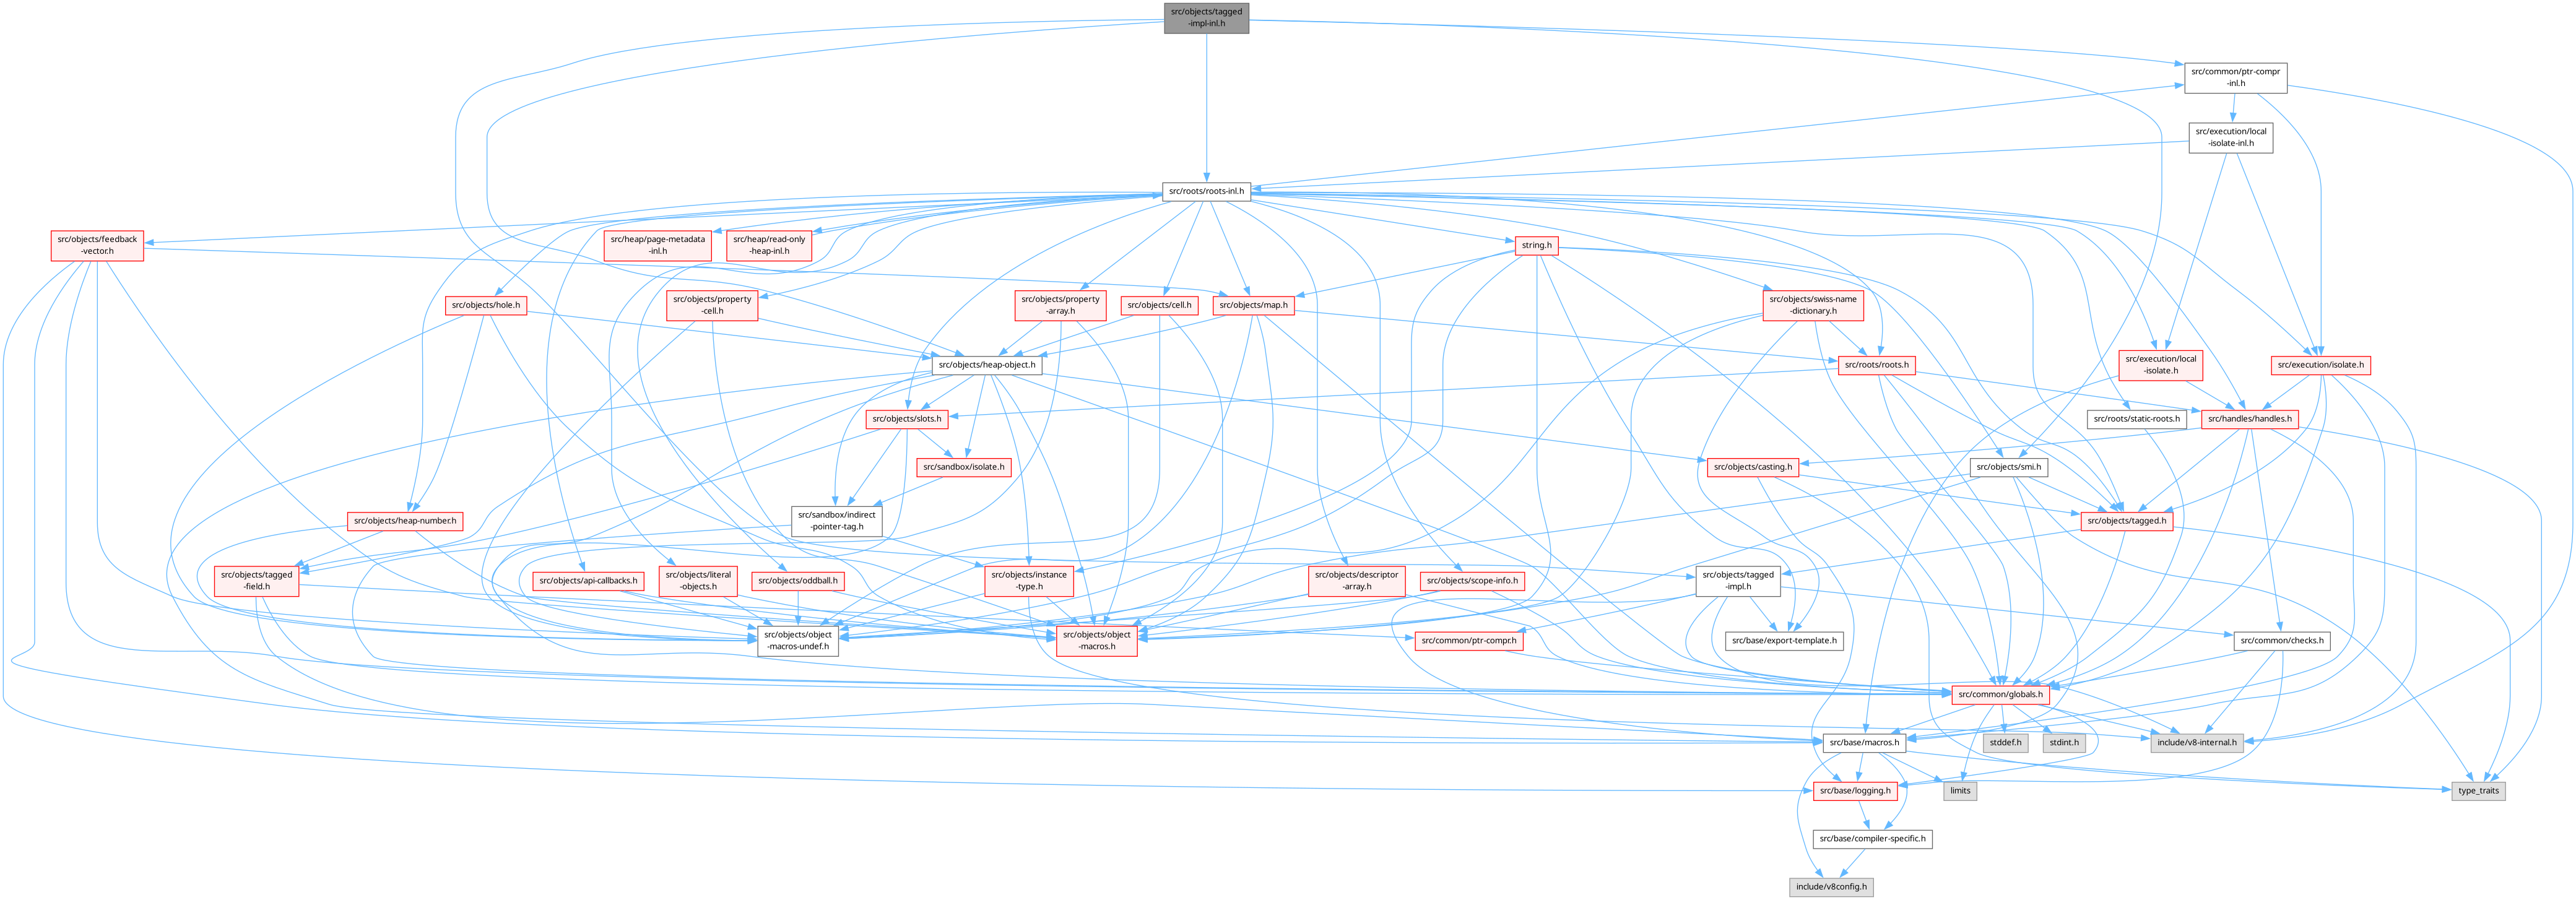 src/objects/tagged
-impl-inl.h
src/common/ptr-compr
-inl.h
src/execution/local
-isolate-inl.h
src/roots/roots-inl.h
src/objects/feedback
-vector.h
src/heap/page-metadata
-inl.h
src/heap/read-only
-heap-inl.h
string.h
src/objects/hole.h
src/objects/property
-cell.h
src/objects/property
-array.h
src/objects/cell.h
src/objects/map.h
src/objects/swiss-name
-dictionary.h
src/objects/heap-object.h
src/roots/roots.h
src/execution/local
-isolate.h
src/execution/isolate.h
src/objects/slots.h
src/roots/static-roots.h
src/handles/handles.h
src/sandbox/isolate.h
src/objects/casting.h
src/objects/smi.h
src/objects/heap-number.h
src/sandbox/indirect
-pointer-tag.h
src/objects/tagged.h
src/objects/tagged
-field.h
src/objects/api-callbacks.h
src/objects/literal
-objects.h
src/objects/oddball.h
src/objects/instance
-type.h
src/objects/descriptor
-array.h
src/objects/scope-info.h
src/objects/tagged
-impl.h
src/objects/object
-macros-undef.h
src/objects/object
-macros.h
src/common/ptr-compr.h
src/base/export-template.h
src/common/checks.h
src/common/globals.h
src/base/macros.h
stddef.h
stdint.h
include/v8-internal.h
src/base/logging.h
limits
type_traits
src/base/compiler-specific.h
include/v8config.h